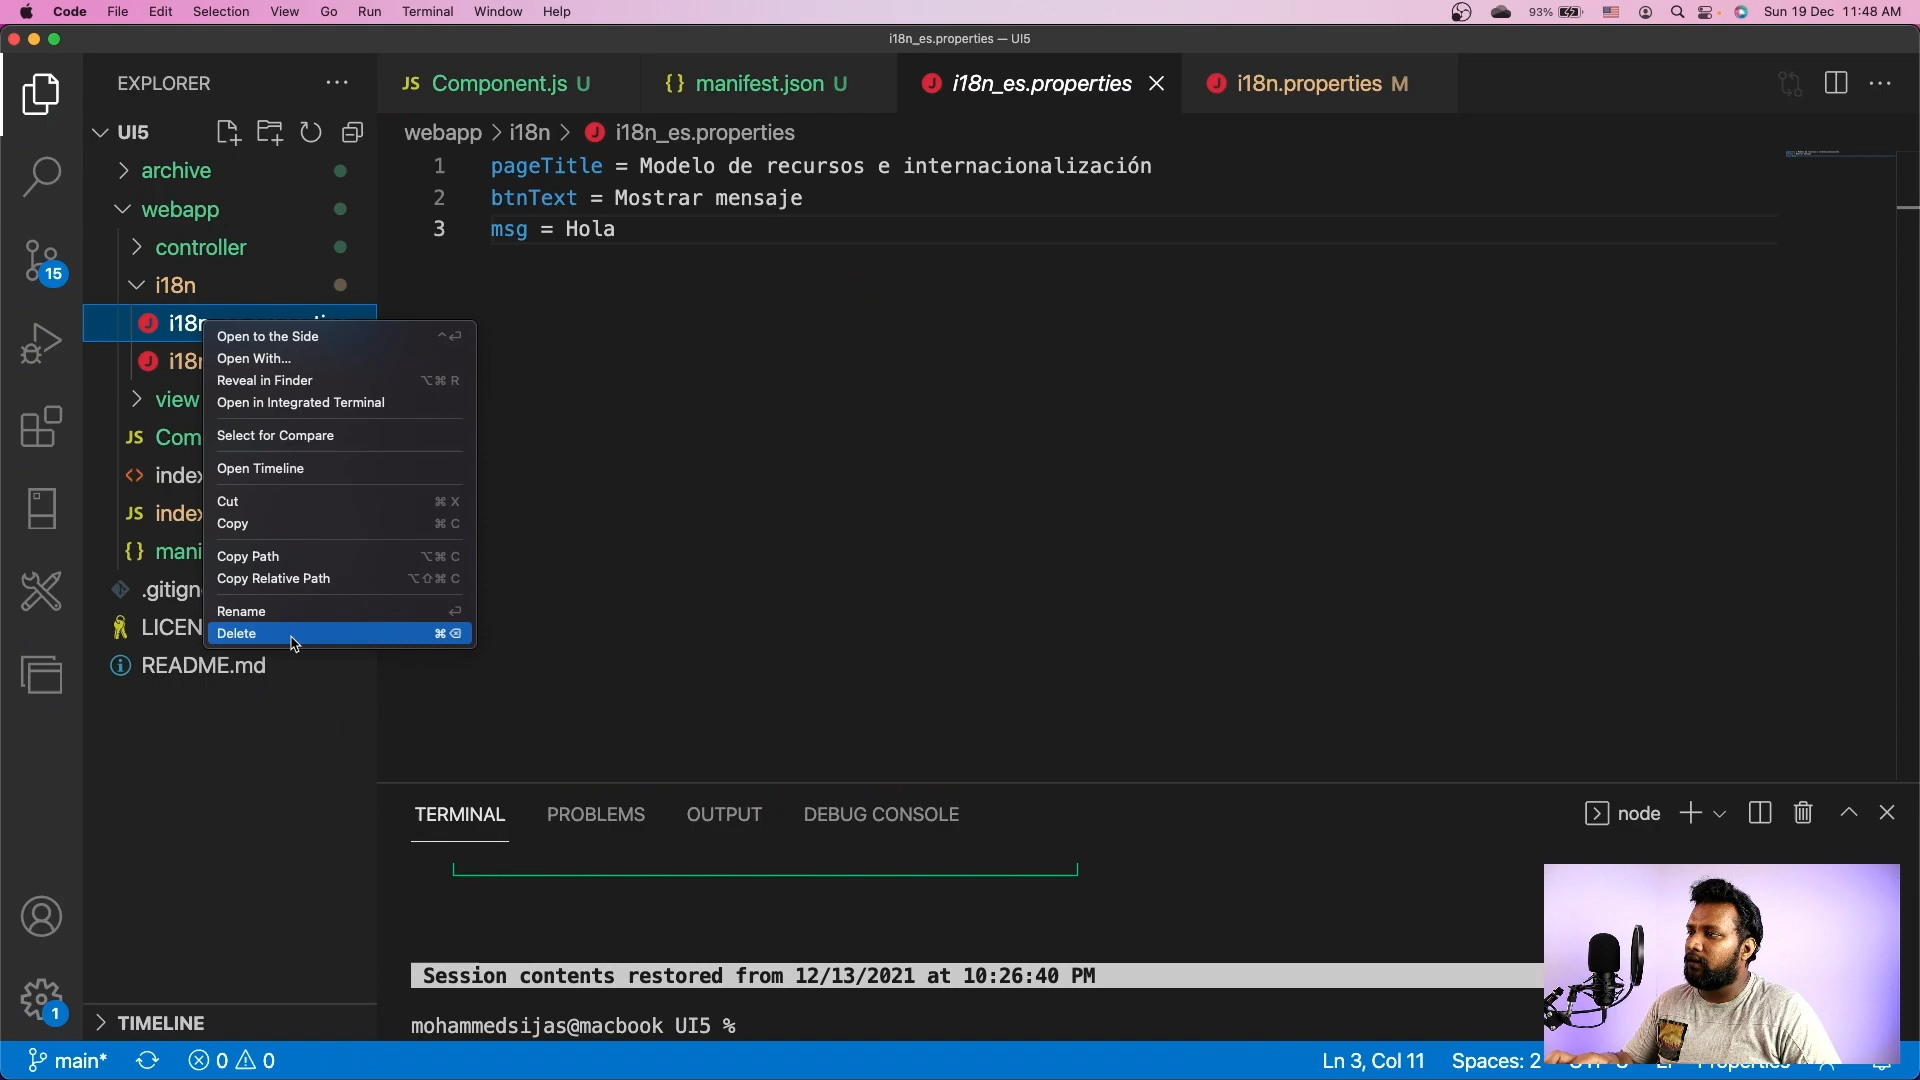 Code File Edit Selection View Go Run Terminal Window Help 93% Sun 19 Dec 11:48 AM
i18n_es.properties — UI5
EXPLORER
JS Component.js U
{} manifest.json U
i18n_es.properties
i18n.properties M
UI5
webapp > i18n > i18n_es.properties
archive
webapp
controller
i18n
view
JS
<>
JS
{}
README.md
15
1
TIMELINE
Open to the Side
Open With...
Reveal in Finder ⌥⌘ R
Open in Integrated Terminal
Select for Compare
Open Timeline
Cut ⌘ X
Copy ⌘ C
Copy Path ⌥⌘ C
Copy Relative Path ⌥⇧⌘ C
Rename
Delete ⌘⌫
1 pageTitle = Modelo de recursos e internacionalización
2 btnText = Mostrar mensaje
3 msg = Hola
TERMINAL PROBLEMS OUTPUT DEBUG CONSOLE
node
Session contents restored from 12/13/2021 at 10:26:40 PM
mohammedsijas@macbook UI5 %
main* 0 0 Ln 3, Col 11 Spaces: 2